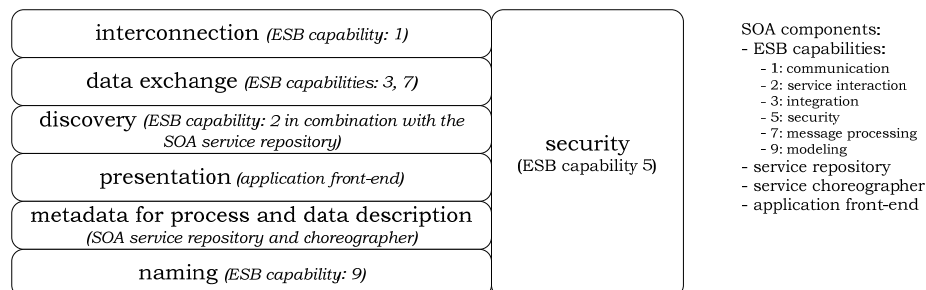 interconnection (ESB capability: 1)
data exchange (ESB capabilities: 3, 7)
discovery (ESB capability: 2 in combination with the
SOA service repository)
presentation (application front-end)
metadata for process and data description
(SOA service repository and choreographer)
naming (ESB capability: 9)
security
(ESB capability 5)
SOA components:
- ESB capabilities:
- 1: communication
- 2: service interaction
- 3: integration
- 5: security
- 7: message processing
- 9: modeling
- service repository
- service choreographer
- application front-end